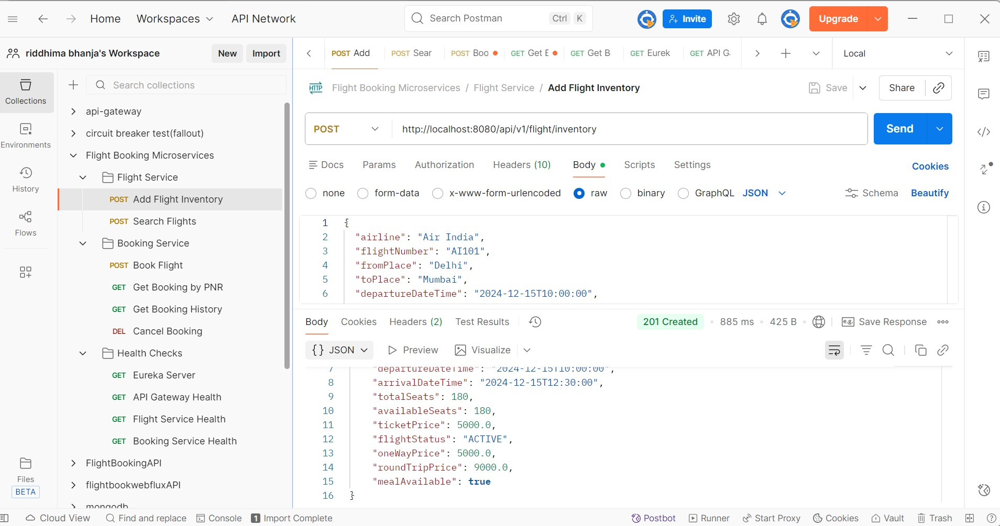 Home Workspaces API Network Search Postman Ctrl K Invite Upgrade
riddhima bhanja's Workspace New Import
POST Add POST Sear POST Boo GET Get E GET Get B GET Eurek GET API G Local
Collections
Environments
History
Flows
Files
BETA
Search collections
api-gateway
circuit breaker test(fallout)
Flight Booking Microservices
Flight Service
POST Add Flight Inventory
POST Search Flights
Booking Service
POST Book Flight
GET Get Booking by PNR
GET Get Booking History
DEL Cancel Booking
Health Checks
GET Eureka Server
GET API Gateway Health
GET Flight Service Health
GET Booking Service Health
FlightBookingAPI
flightbookwebfluxAPI
mongodb
HTTP Flight Booking Microservices / Flight Service / Add Flight Inventory Save Share
POST http://localhost:8080/api/v1/flight/inventory Send
Docs Params Authorization Headers (10) Body Scripts Settings Cookies
none form-data x-www-form-urlencoded raw binary GraphQL JSON Schema Beautify
1 {
2 "airline": "Air India",
3 "flightNumber": "AI101",
4 "fromPlace": "Delhi",
5 "toPlace": "Mumbai",
6 "departureDateTime": "2024-12-15T10:00:00",
Body Cookies Headers (2) Test Results 201 Created 885 ms 425 B e.g. Save Response
{} JSON Preview Visualize
7 "departureDateTime": "2024-12-15T10:00:00",
8 "arrivalDateTime": "2024-12-15T12:30:00",
9 "totalSeats": 180,
10 "availableSeats": 180,
11 "ticketPrice": 5000.0,
12 "flightStatus": "ACTIVE",
13 "oneWayPrice": 5000.0,
14 "roundTripPrice": 9000.0,
15 "mealAvailable": true
16 }
Cloud View Find and replace Console 1 Import Complete Postbot Runner Start Proxy Cookies Vault Trash